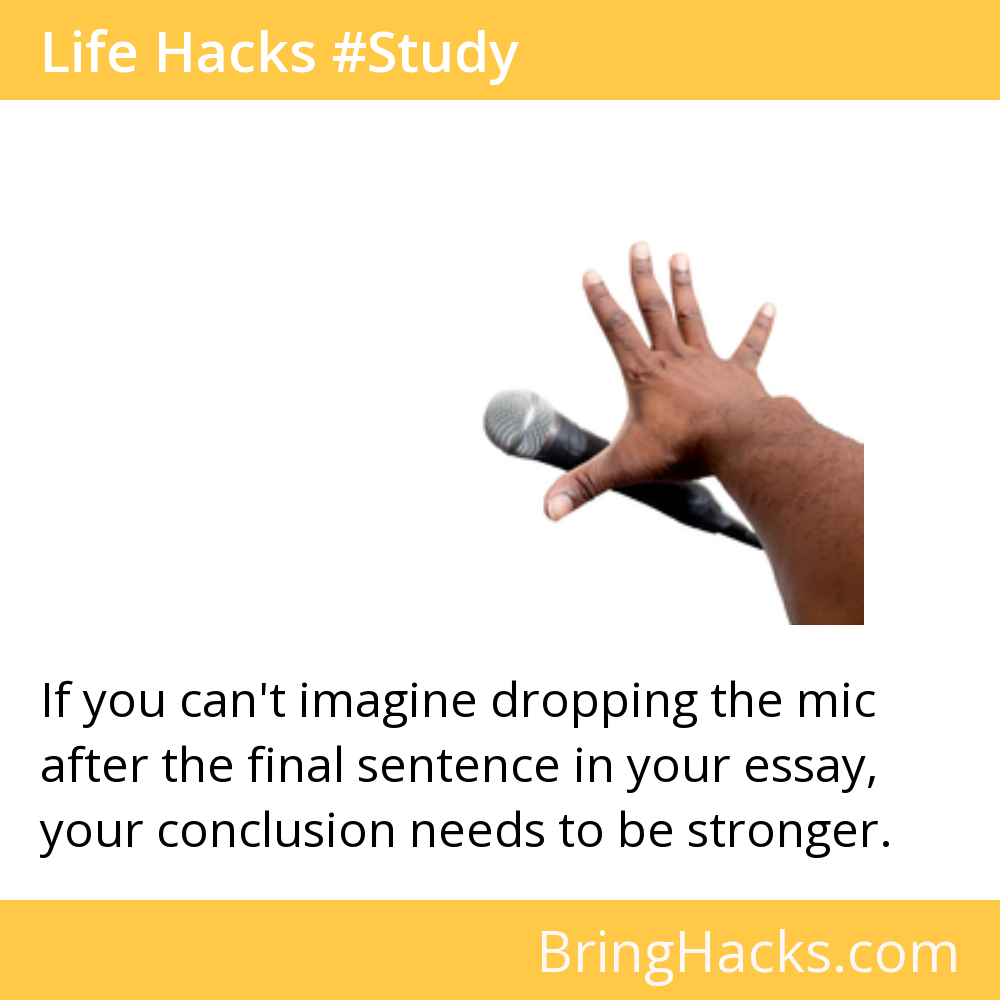 Life Hacks #Study
If you can't imagine dropping the mic
after the final sentence in your essay,
your conclusion needs to be stronger.
BringHacks.com